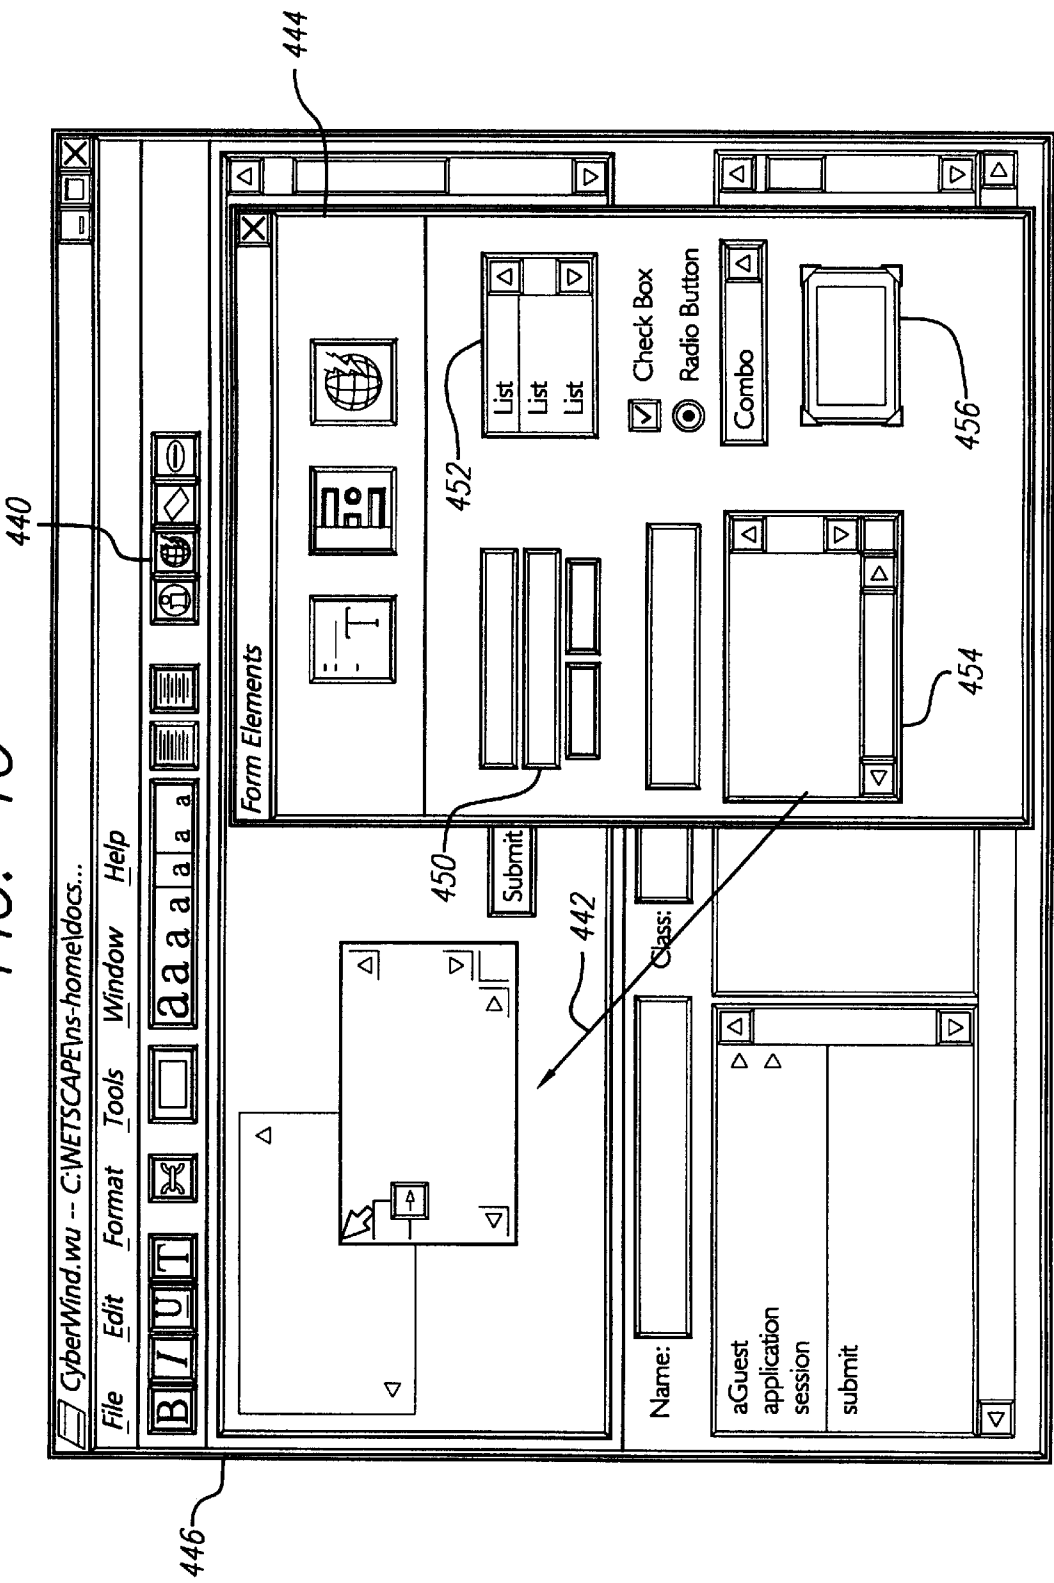 440
444
446
CyberWind.wu -- C:\NETSCAPE\ns-home\docs...
File Edit Format Tools Window Help
B I U T a a a a a a a
Form Elements
T
450
452
List
List
List
Check Box
Radio Button
Combo
454
456
Submit
442
Name: Class:
aGuest
application
session
submit